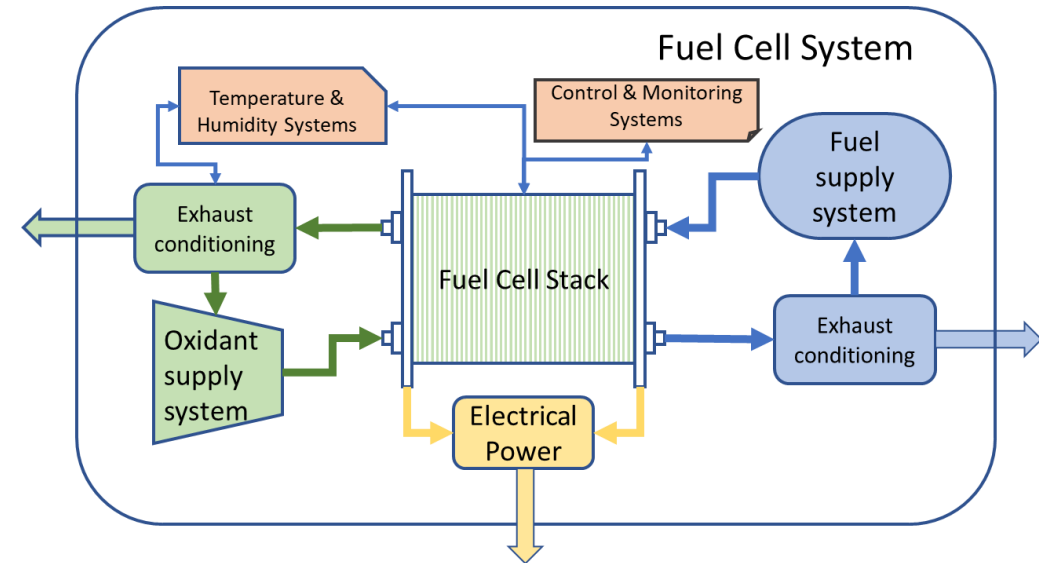 Fuel Cell System
Temperature &
Humidity Systems
Control & Monitoring
Systems
Fuel
supply
system
Exhaust
conditioning
Fuel Cell Stack
Oxidant
supply
system
Exhaust
conditioning
Electrical
Power